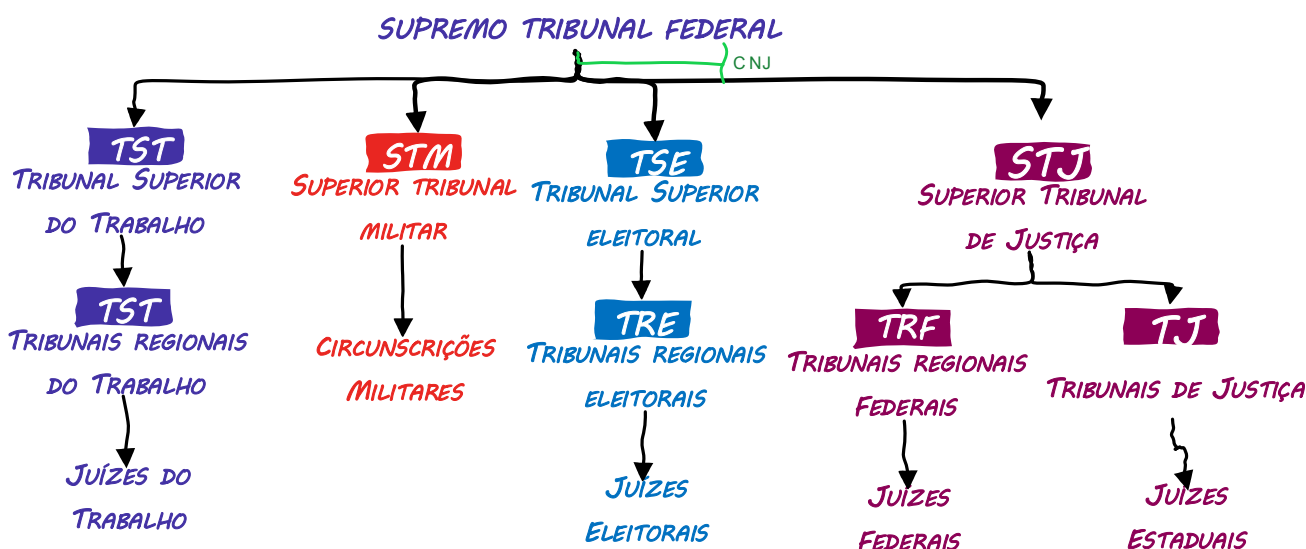 SUPREMO TRIBUNAL FEDERAL
CNJ
TST
TRIBUNAL SUPERIOR
DO TRABALHO
STM
SUPERIOR TRIBUNAL
MILITAR
TSE
TRIBUNAL SUPERIOR
ELEITORAL
STJ
SUPERIOR TRIBUNAL
DE JUSTIÇA
TST
TRIBUNAIS REGIONAIS
DO TRABALHO
CIRCUNSCRIÇÕES
MILITARES
TRE
TRIBUNAIS REGIONAIS
ELEITORAIS
TRF
TRIBUNAIS REGIONAIS
FEDERAIS
TJ
TRIBUNAIS DE JUSTIÇA
JUÍZES DO
TRABALHO
JUÍZES
ELEITORAIS
JUÍZES
FEDERAIS
JUÍZES
ESTADUAIS